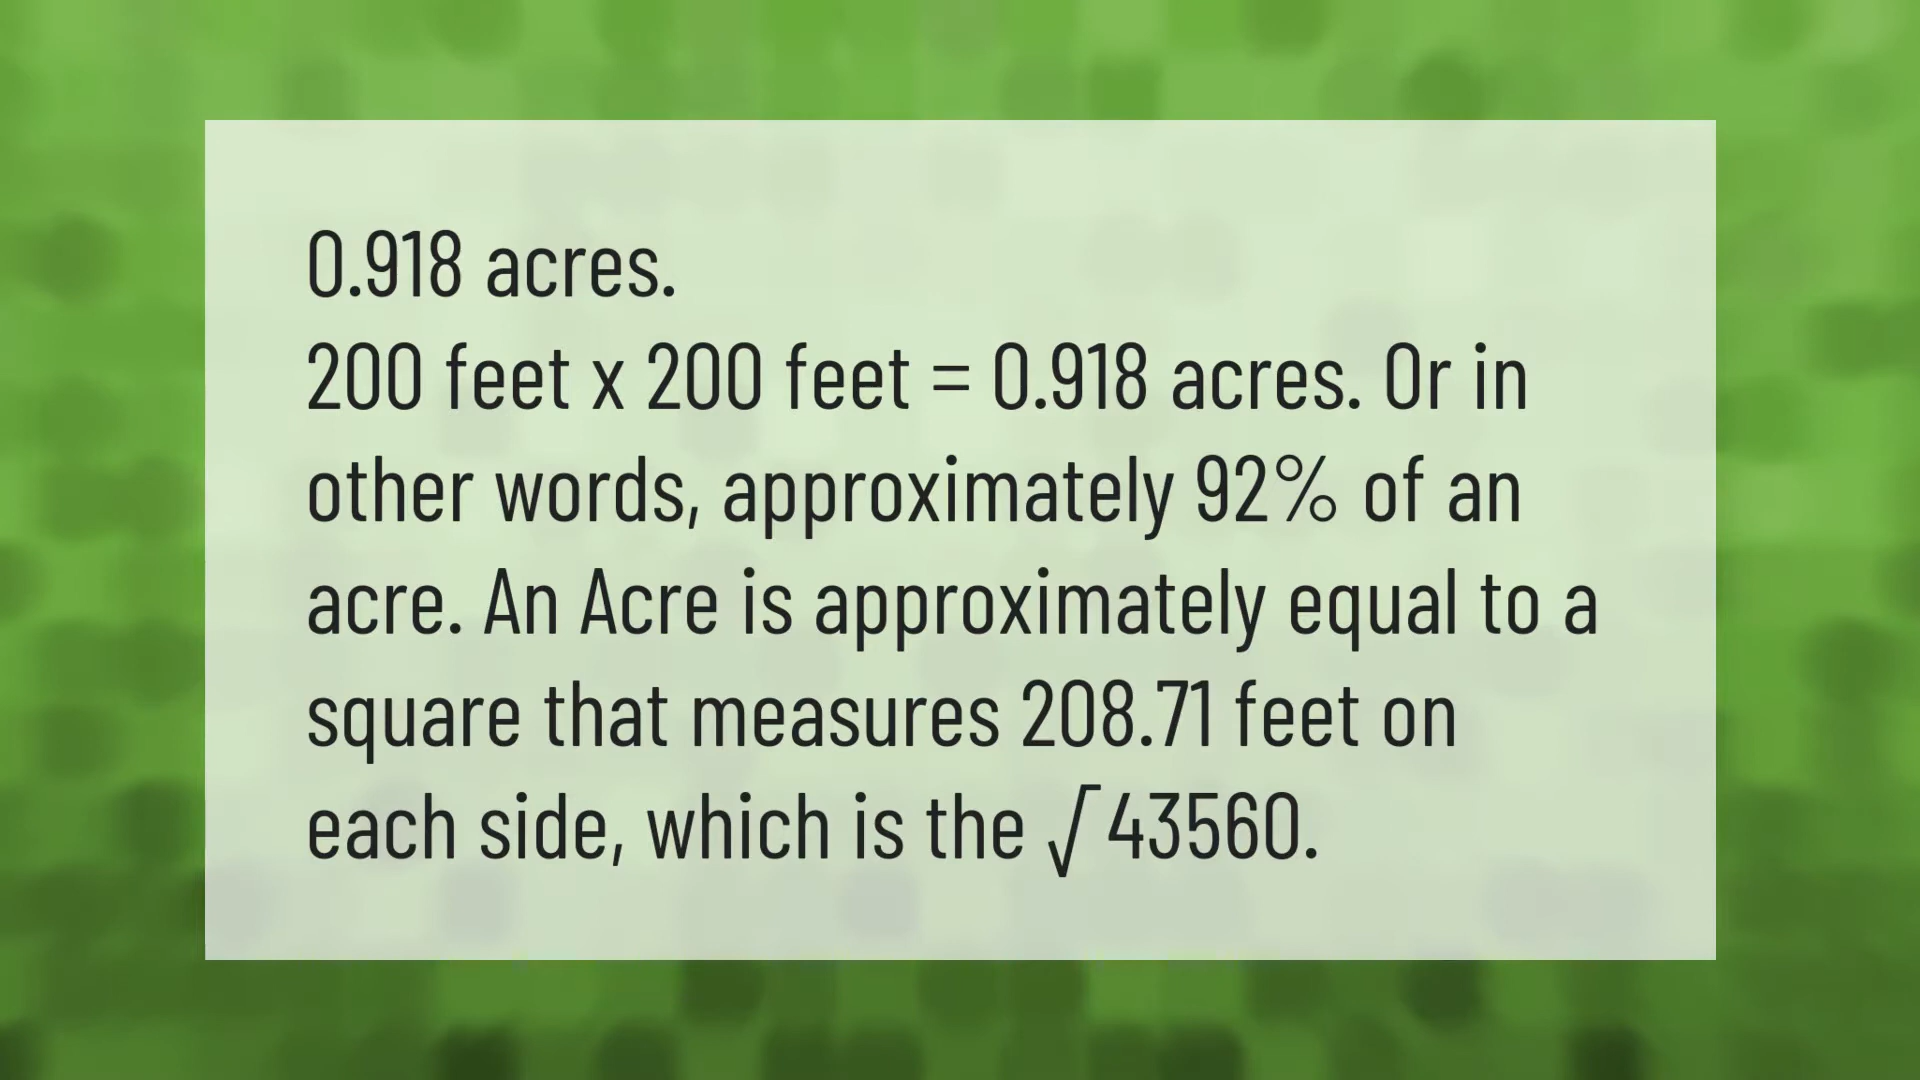 0.918 acres.
200 feet x 200 feet = 0.918 acres. Or in
other words, approximately 92% of an
acre. An Acre is approximately equal to a
square that measures 208.71 feet on
each side, which is the √43560.